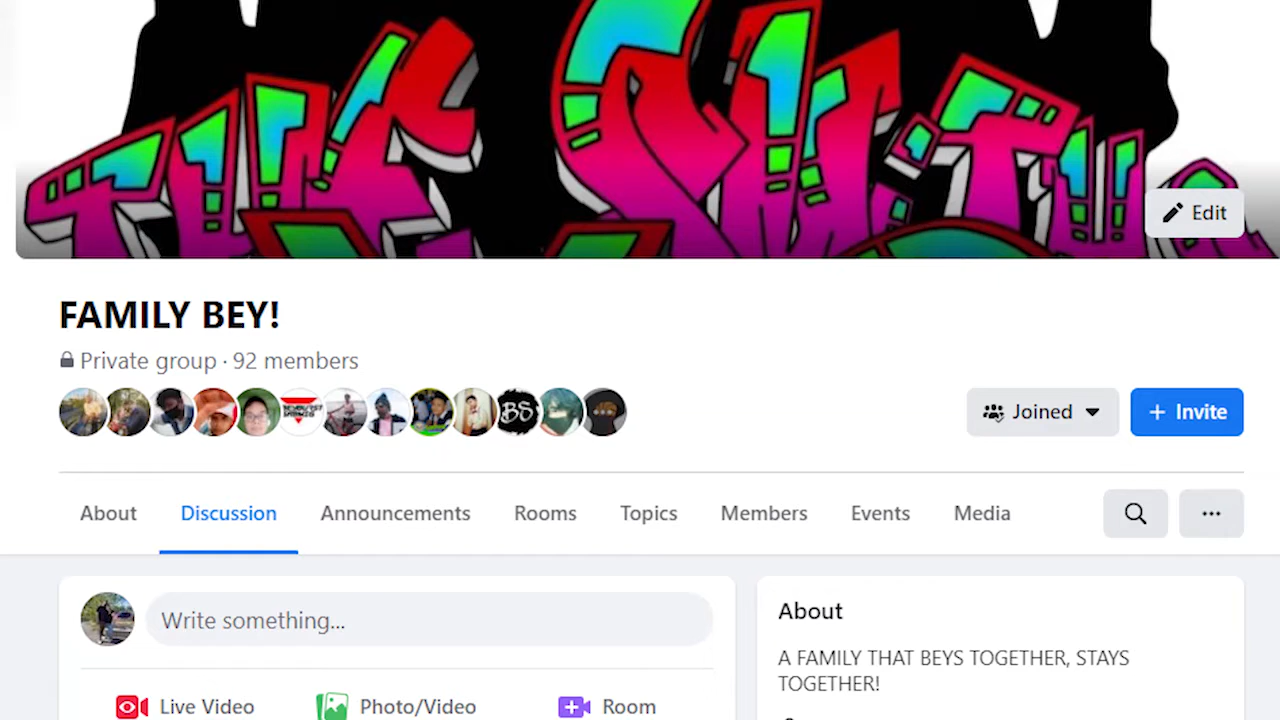 Edit
FAMILY BEY!
Private group · 92 members
BS
Joined
+ Invite
About
Discussion
Announcements
Rooms
Topics
Members
Events
Media
Write something...
About
A FAMILY THAT BEYS TOGETHER, STAYS
TOGETHER!
Live Video
Photo/Video
Room